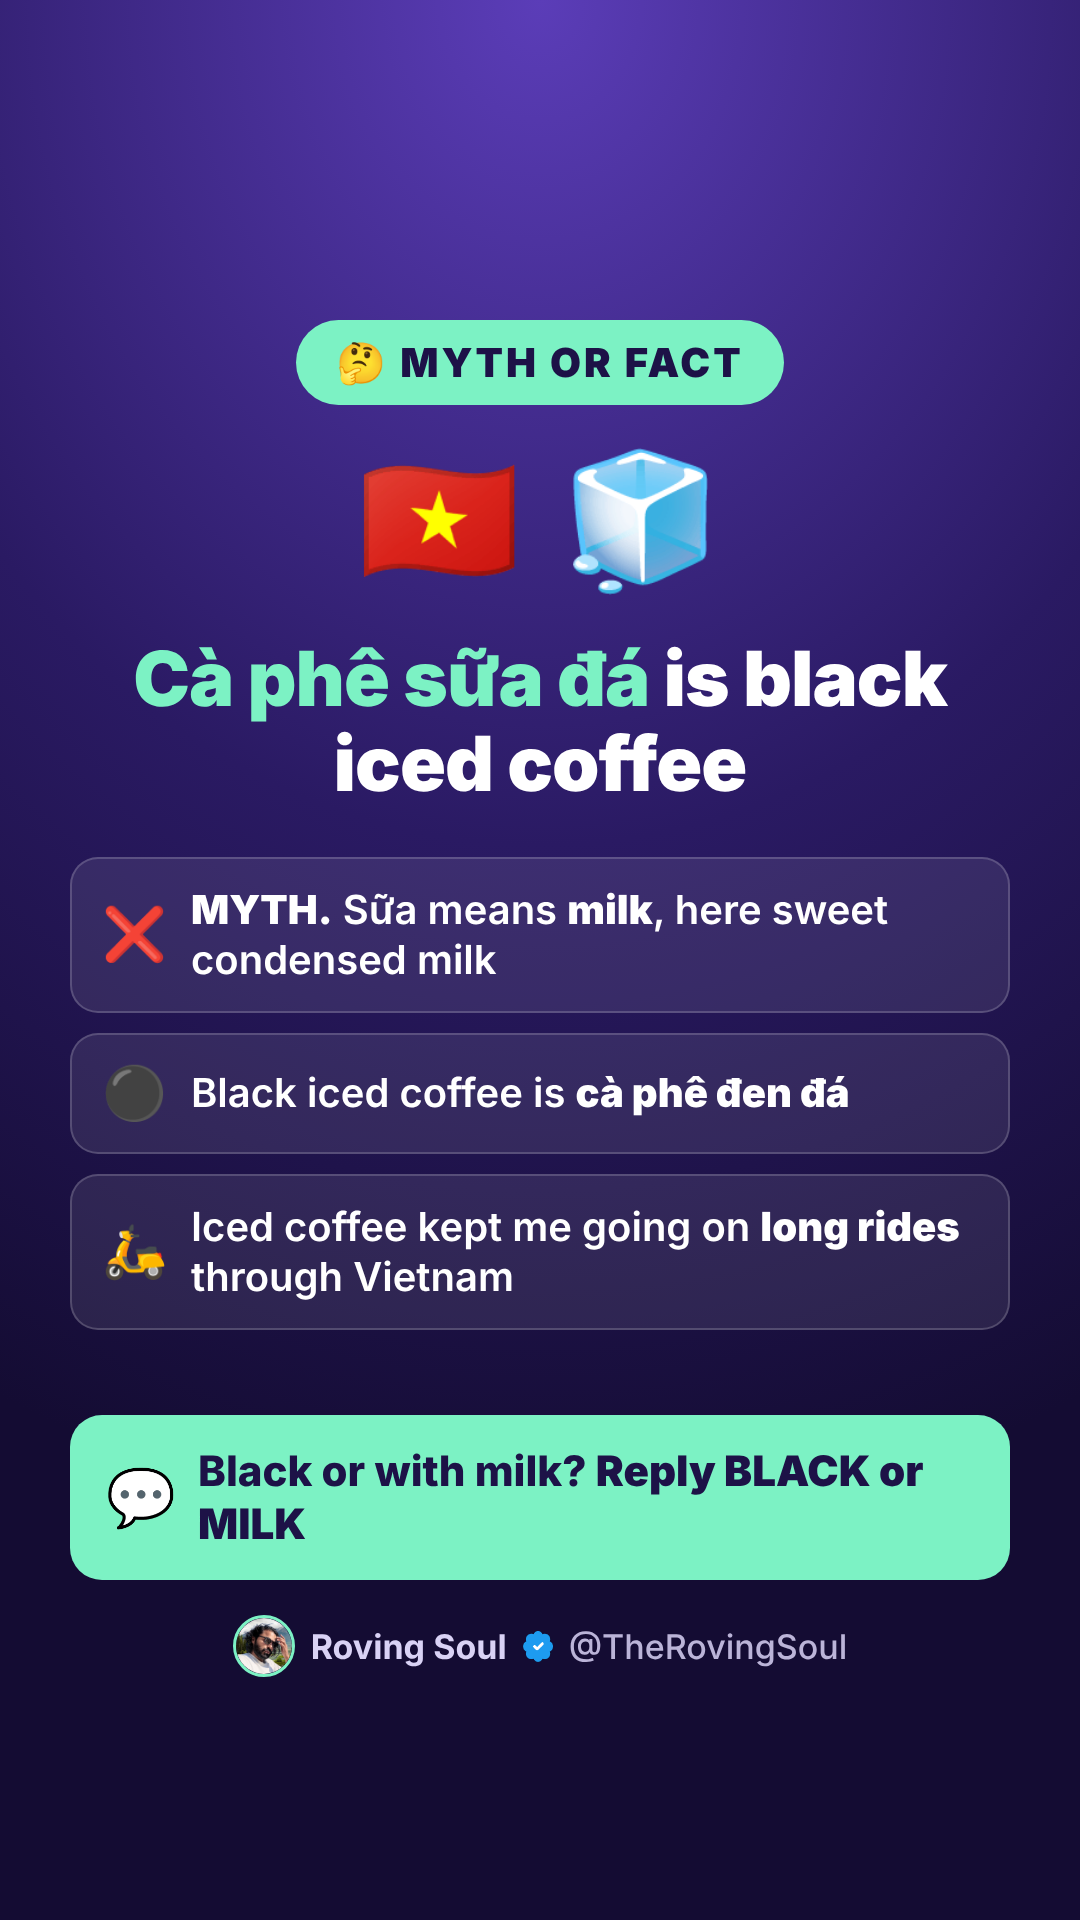 🤔 MYTH OR FACT
Cà phê sữa đá is black
iced coffee
MYTH. Sữa means milk, here sweet
condensed milk
Black iced coffee is cà phê đen đá
Iced coffee kept me going on long rides
through Vietnam
Black or with milk? Reply BLACK or
MILK
Roving Soul @TheRovingSoul